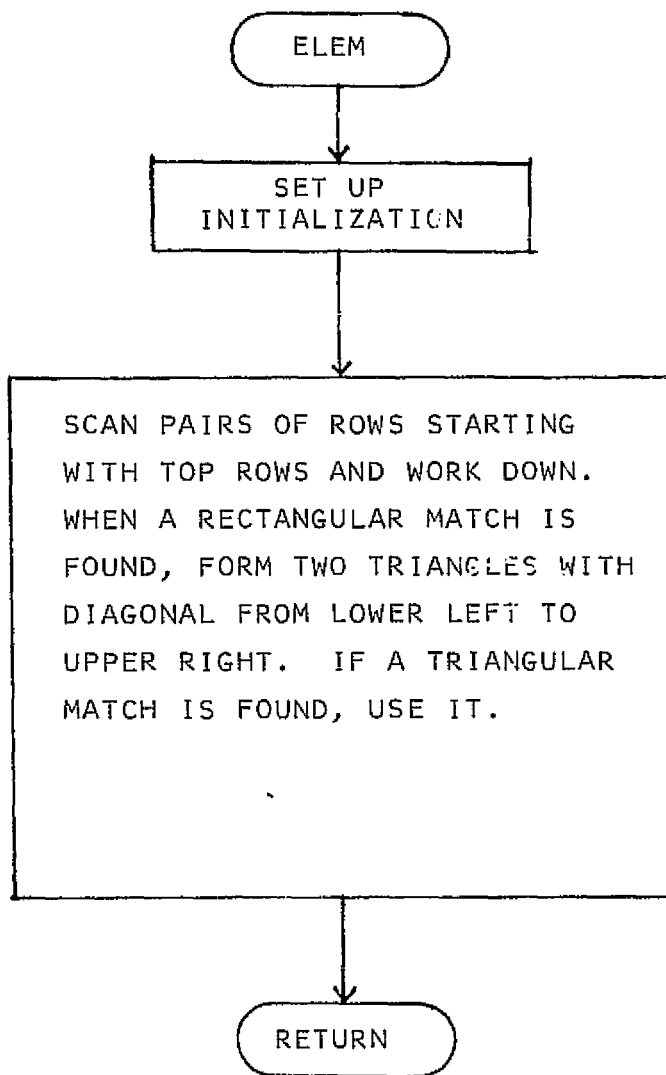 ELEM
SET UP
INITIALIZATION
SCAN PAIRS OF ROWS STARTING
WITH TOP ROWS AND WORK DOWN.
WHEN A RECTANGULAR MATCH IS
FOUND, FORM TWO TRIANGLES WITH
DIAGONAL FROM LOWER LEFT TO
UPPER RIGHT. IF A TRIANGULAR
MATCH IS FOUND, USE IT.
RETURN